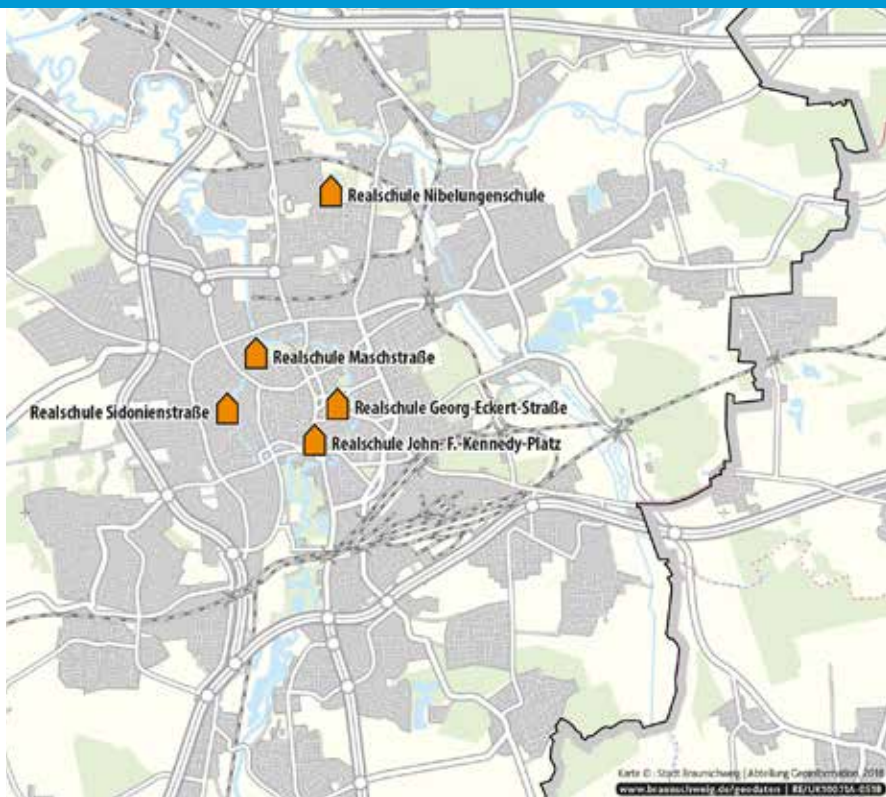 Realschule Nibelungenschule
Realschule Maschstraße
Realschule Sidonienstraße
Realschule Georg-Eckert-Straße
Realschule John- F.-Kennedy-Platz
Karte © : Stadt Braunschweig | Abteilung Geoinformation, 2018
www.braunschweig.de/geodaten |